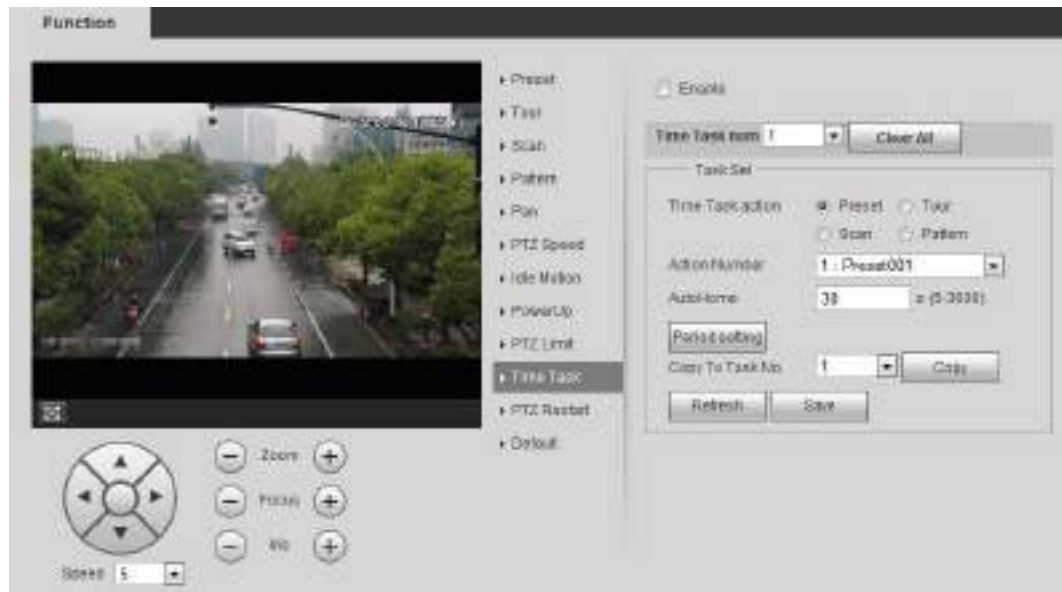 Function
Preset
Tour
Scan
Pattern
Pan
PTZ Speed
Idle Motion
PowerUp
PTZ Limit
Time Task
PTZ Restart
Default
Zoom
Focus
Iris
Speed 5
Enable
Time Task num 1 Clear All
Task Set
Time Task action Preset Tour
Scan Pattern
Action Number 1 : Preset001
AutoHome 30 s (5-3600)
Period setting
Copy To Task No. 1 Copy
Refresh Save